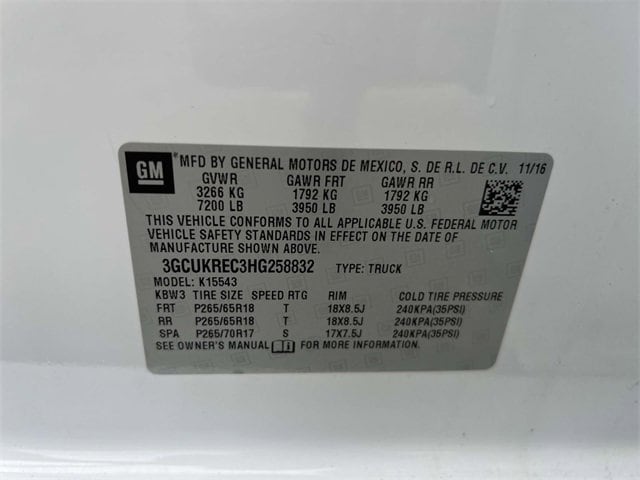 GM MFD BY GENERAL MOTORS DE MEXICO, S. DE R.L. DE C.V. 11/16
GVWR GAWR FRT GAWR RR
3266 KG 1792 KG 1792 KG
7200 LB 3950 LB 3950 LB
THIS VEHICLE CONFORMS TO ALL APPLICABLE U.S. FEDERAL MOTOR
VEHICLE SAFETY STANDARDS IN EFFECT ON THE DATE OF
MANUFACTURE SHOWN ABOVE.
3GCUKREC3HG258832 TYPE: TRUCK
MODEL: K15543
KBW3 TIRE SIZE SPEED RTG RIM COLD TIRE PRESSURE
FRT P265/65R18 T 18X8.5J 240KPA(35PSI)
RR P265/65R18 T 18X8.5J 240KPA(35PSI)
SPA P265/70R17 S 17X7.5J 240KPA(35PSI)
SEE OWNER'S MANUAL FOR MORE INFORMATION.